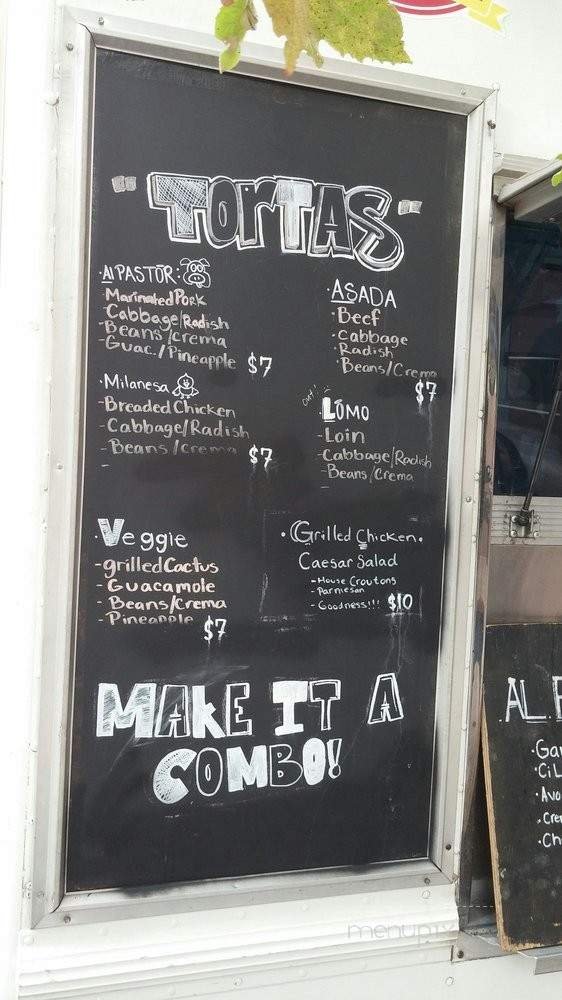 "Tortas"
·Al PASTOR:
-Marinated Pork
-Cabbage/Radish
-Beans/crema
-Guac./Pineapple $7
·Milanesa
-Breaded Chicken
-Cabbage/Radish
-Beans/crema $7
·ASADA
·Beef
·Cabbage
·Radish
·Beans/Crema
$7
out!
·LOMO
-Loin
-Cabbage/Radish
-Beans/Crema
·Veggie
-grilled Cactus
-Guacamole
-Beans/Crema
-Pineapple $7
·Grilled Chicken·
Caesar Salad
-House Croutons
-Parmesan
-Goodness!!! $10
MAKE IT A
COMBO!
AL
·Ci
·Avo
·Cre
·Ch
menupix